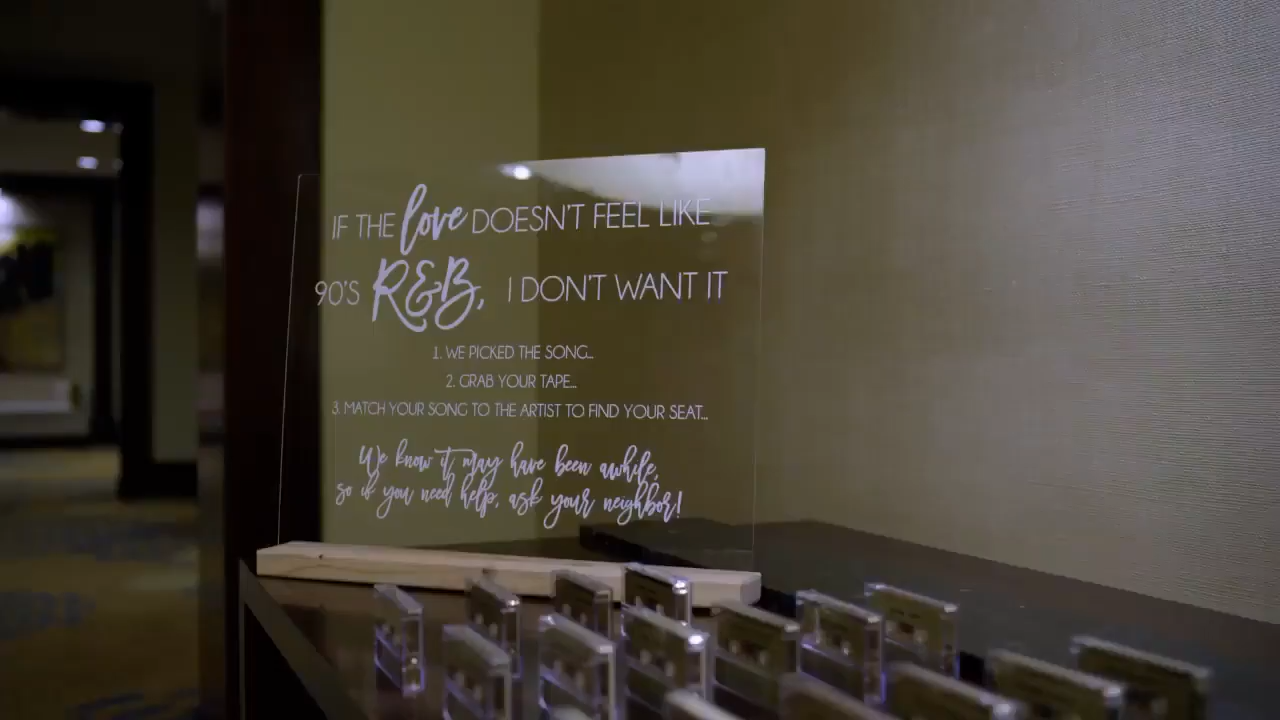 IF THE love DOESN'T FEEL LIKE
90'S R&B, I DON'T WANT IT
1. WE PICKED THE SONG...
2. GRAB YOUR TAPE...
3. MATCH YOUR SONG TO THE ARTIST TO FIND YOUR SEAT...
We know it may have been awhile,
so if you need help, ask your neighbor!